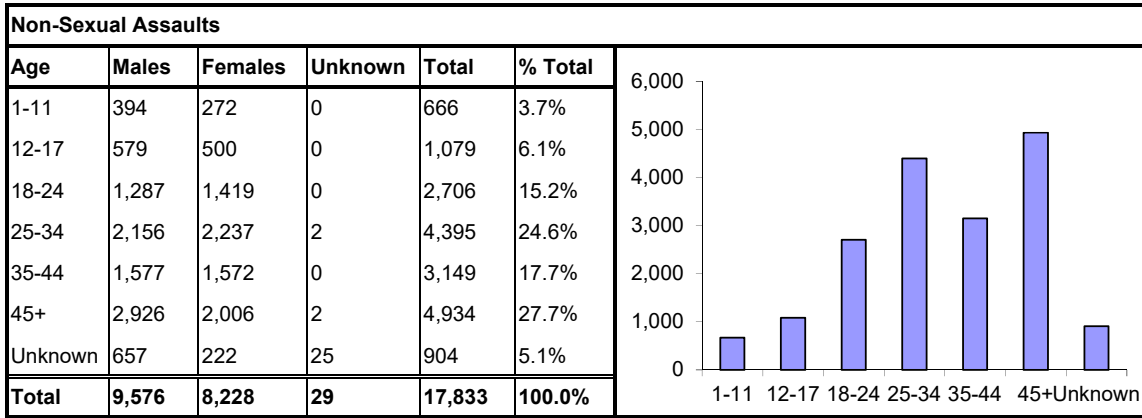 Non-Sexual Assaults
Age Males Females Unknown Total % Total
1-11 394 272 0 666 3.7%
12-17 579 500 0 1,079 6.1%
18-24 1,287 1,419 0 2,706 15.2%
25-34 2,156 2,237 2 4,395 24.6%
35-44 1,577 1,572 0 3,149 17.7%
45+ 2,926 2,006 2 4,934 27.7%
Unknown 657 222 25 904 5.1%
Total 9,576 8,228 29 17,833 100.0%
6,000
5,000
4,000
3,000
2,000
1,000
0
1-11 12-17 18-24 25-34 35-44 45+Unknown